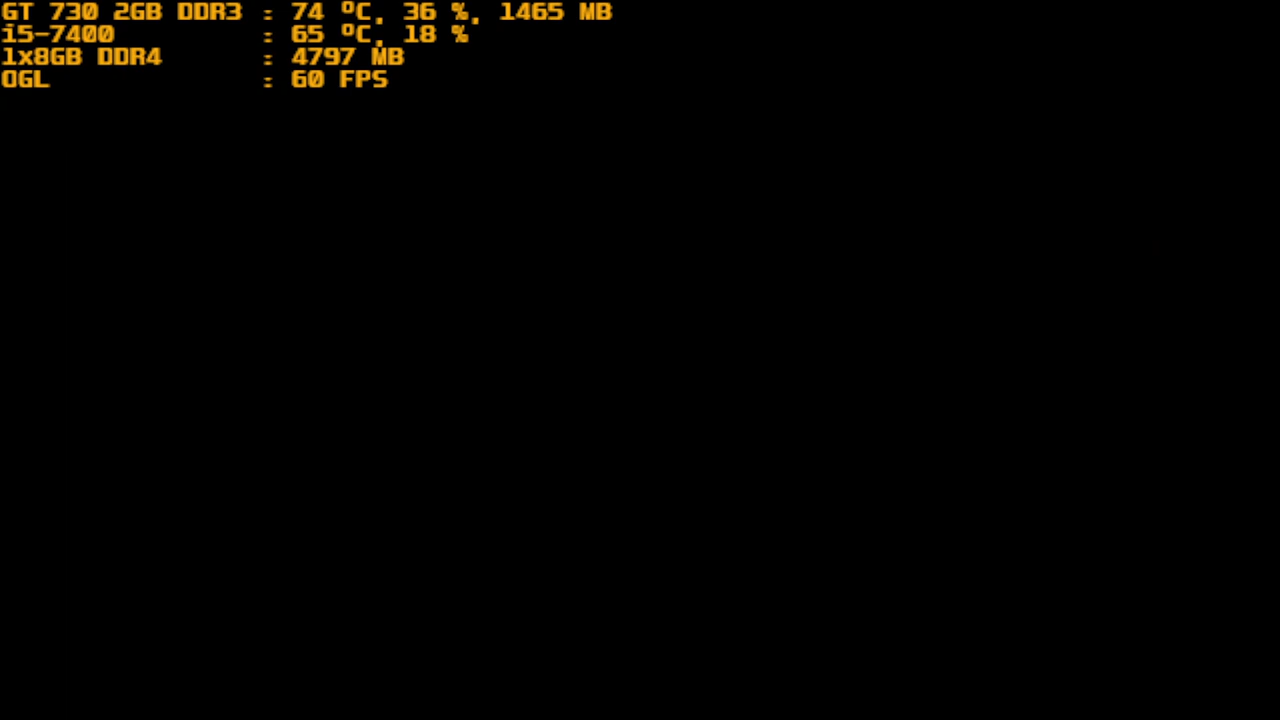 GT 730 2GB DDR3 : 74 ºC, 36 %, 1465 MB
i5-7400 : 65 ºC, 18 %
1x8GB DDR4 : 4797 MB
OGL : 60 FPS